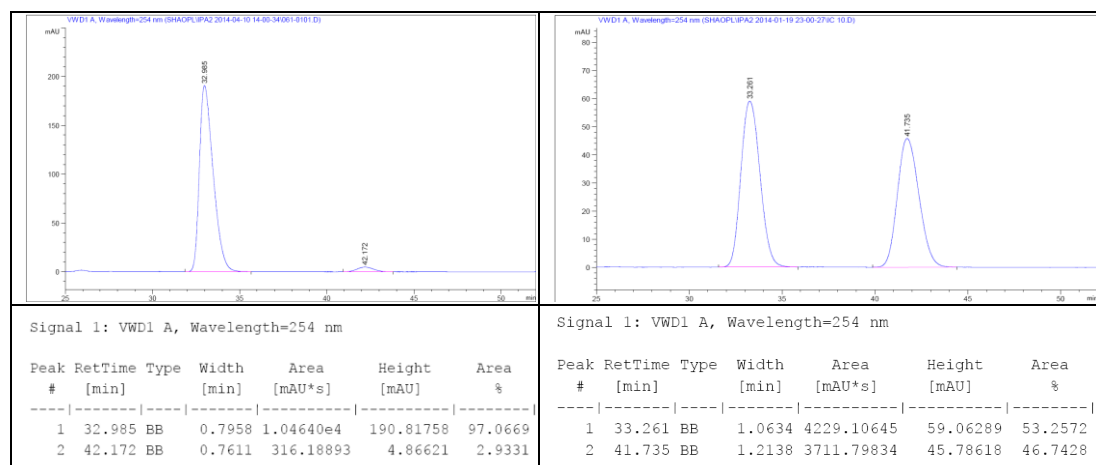 VWD1 A, Wavelength=254 nm (SHAOPL\IPA2 2014-04-10 14-00-34\061-0101.D)
mAU
200
150
100
50
0
32.985
42.172
25 30 35 40 45 50 min
VWD1 A, Wavelength=254 nm (SHAOPL\IPA2 2014-01-19 23-00-27\IC 10.D)
mAU
80
70
60
50
40
30
20
10
0
33.261
41.735
25 30 35 40 45 50
Signal 1: VWD1 A, Wavelength=254 nm
Peak RetTime Type Width Area Height Area
# [min] [min] [mAU*s] [mAU] %
----|-------|----|-------|----------|----------|--------|
1 32.985 BB 0.7958 1.04640e4 190.81758 97.0669
2 42.172 BB 0.7611 316.18893 4.86621 2.9331
Signal 1: VWD1 A, Wavelength=254 nm
Peak RetTime Type Width Area Height Area
# [min] [min] [mAU*s] [mAU] %
----|-------|----|-------|----------|----------|--------|
1 33.261 BB 1.0634 4229.10645 59.06289 53.2572
2 41.735 BB 1.2138 3711.79834 45.78618 46.7428